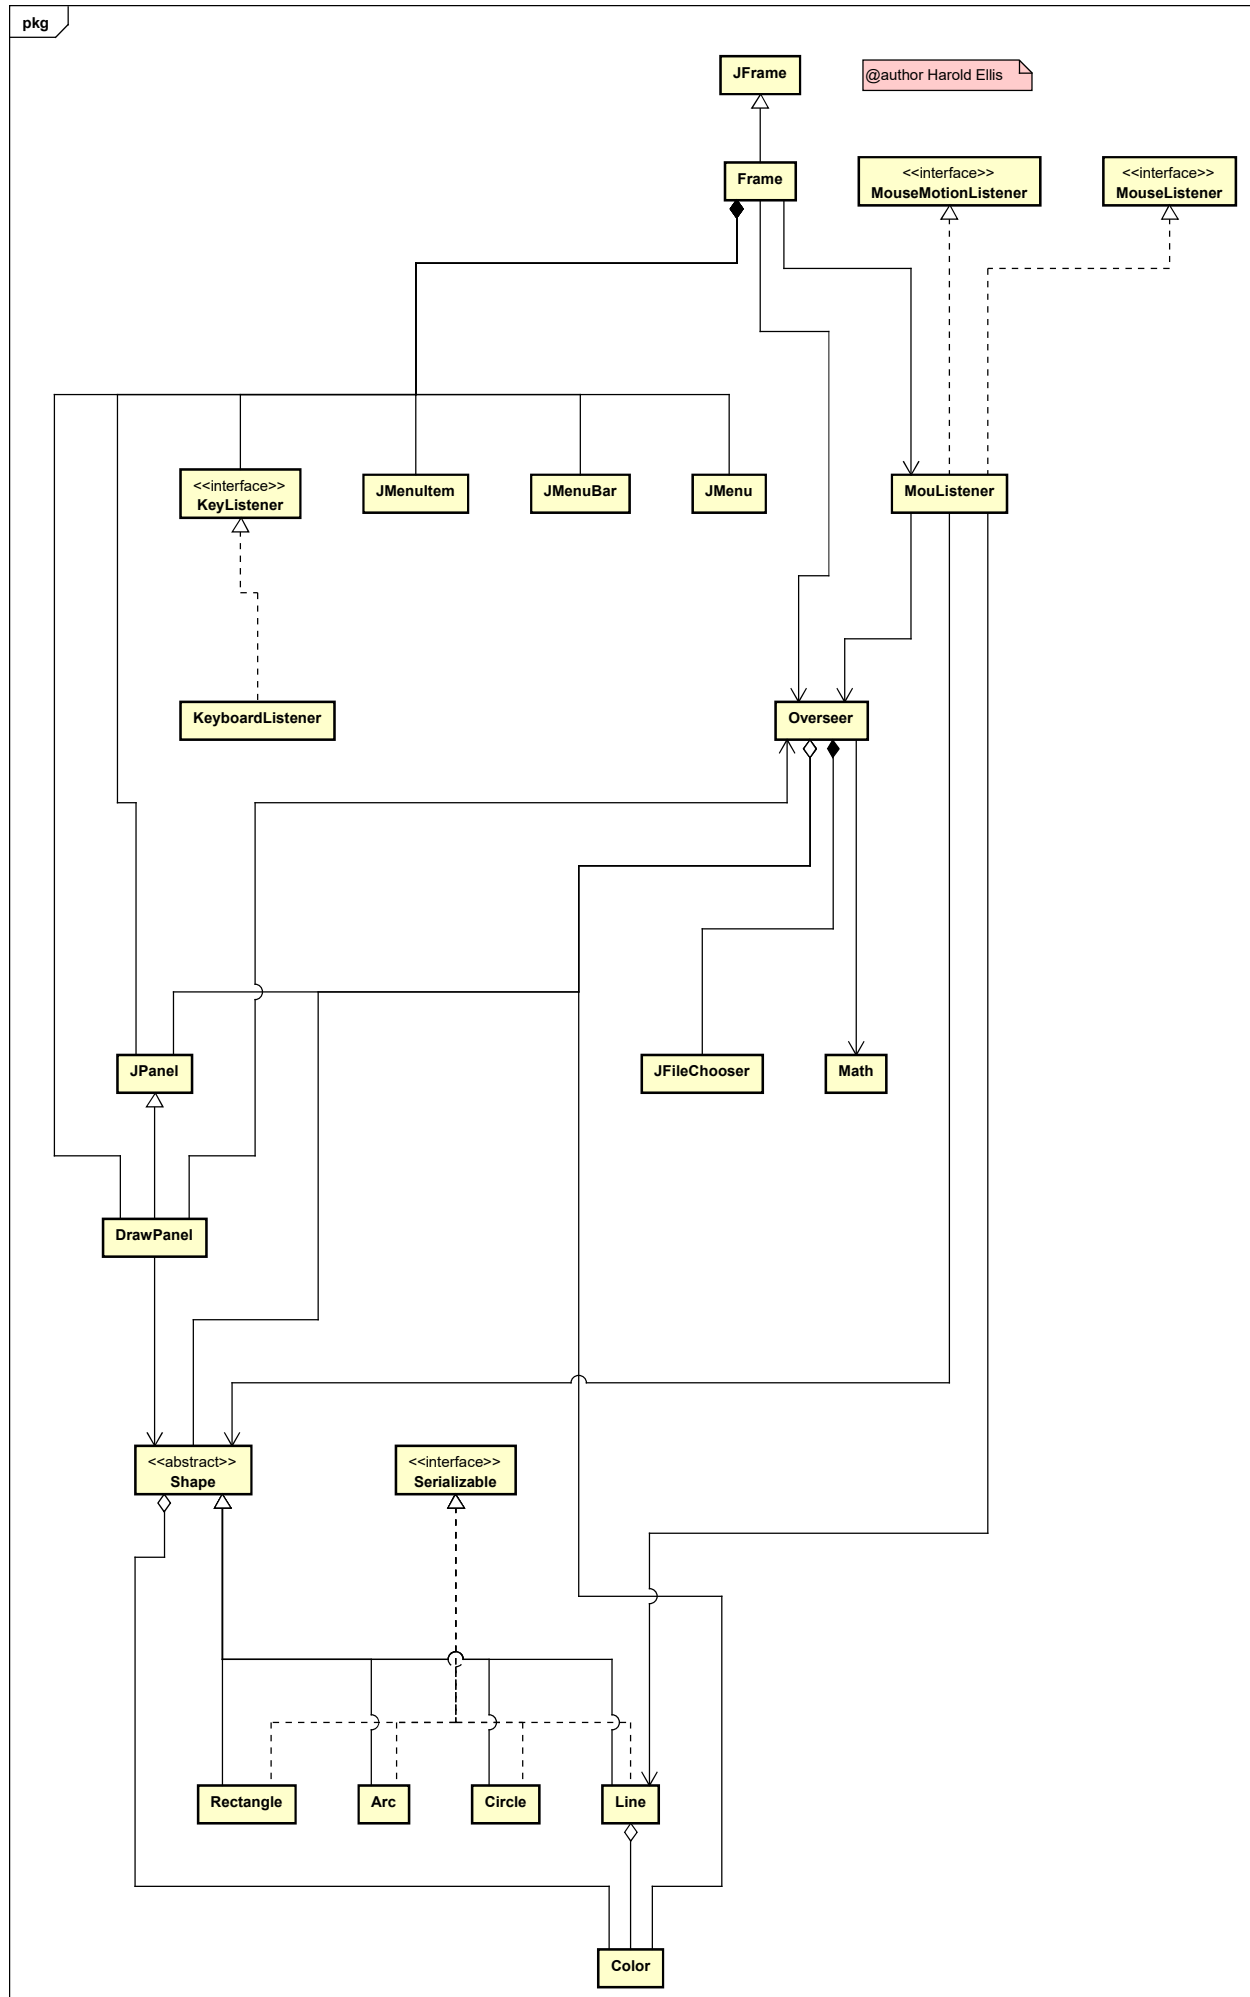 pkg
JFrame
@author Harold Ellis
Frame
<<interface>>
MouseMotionListener
<<interface>>
MouseListener
<<interface>>
KeyListener
JMenuItem
JMenuBar
JMenu
MouListener
KeyboardListener
Overseer
JPanel
JFileChooser
Math
DrawPanel
<<abstract>>
Shape
<<interface>>
Serializable
Rectangle
Arc
Circle
Line
Color